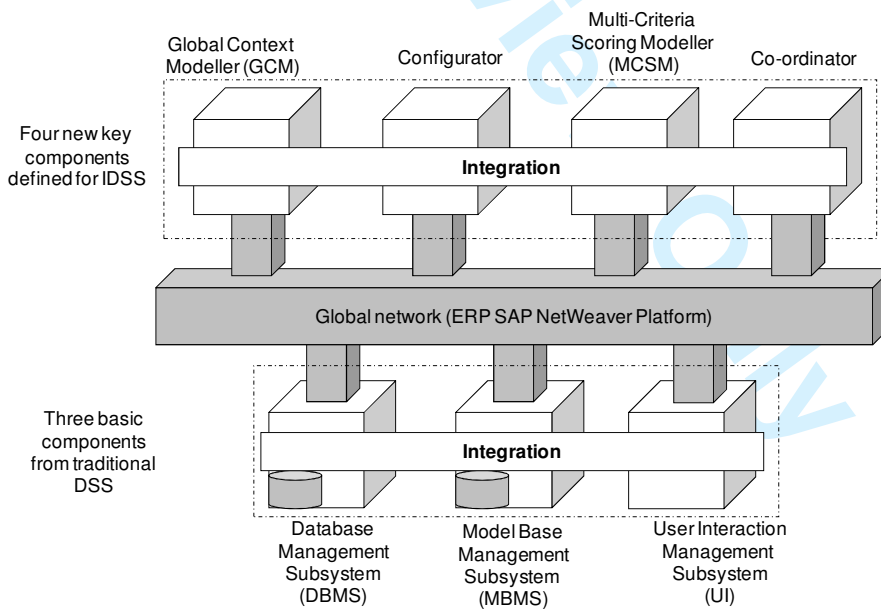 Global Context
Modeller (GCM)
Configurator
Multi-Criteria
Scoring Modeller
(MCSM)
Co-ordinator
Four new key
components
defined for IDSS
Integration
Global network (ERP SAP NetWeaver Platform)
Three basic
components
from traditional
DSS
Integration
Database
Management
Subsystem
(DBMS)
Model Base
Management
Subsystem
(MBMS)
User Interaction
Management
Subsystem
(UI)
Only